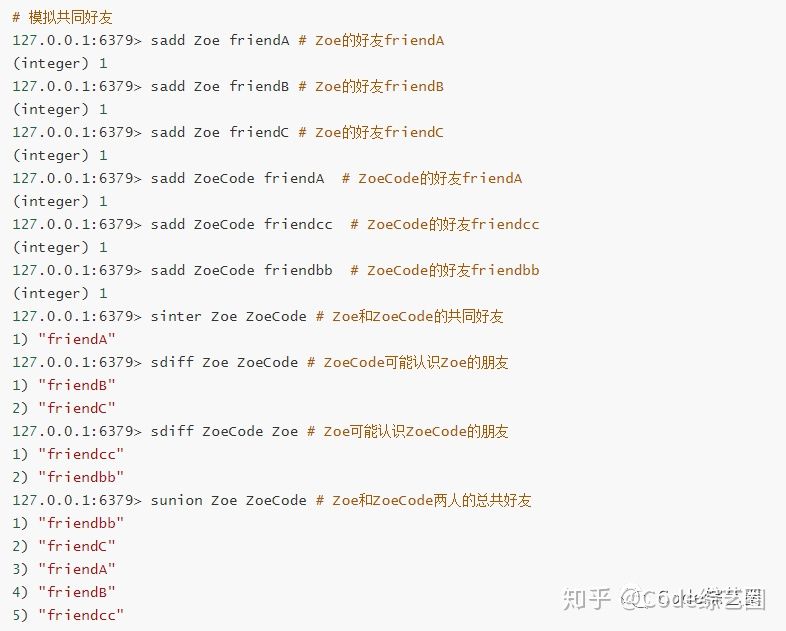 # 模拟共同好友
127.0.0.1:6379> sadd Zoe friendA # Zoe的好友friendA
(integer) 1
127.0.0.1:6379> sadd Zoe friendB # Zoe的好友friendB
(integer) 1
127.0.0.1:6379> sadd Zoe friendC # Zoe的好友friendC
(integer) 1
127.0.0.1:6379> sadd ZoeCode friendA  # ZoeCode的好友friendA
(integer) 1
127.0.0.1:6379> sadd ZoeCode friendcc  # ZoeCode的好友friendcc
(integer) 1
127.0.0.1:6379> sadd ZoeCode friendbb  # ZoeCode的好友friendbb
(integer) 1
127.0.0.1:6379> sinter Zoe ZoeCode # Zoe和ZoeCode的共同好友
1) "friendA"
127.0.0.1:6379> sdiff Zoe ZoeCode # ZoeCode可能认识Zoe的朋友
1) "friendB"
2) "friendC"
127.0.0.1:6379> sdiff ZoeCode Zoe # Zoe可能认识ZoeCode的朋友
1) "friendcc"
2) "friendbb"
127.0.0.1:6379> sunion Zoe ZoeCode # Zoe和ZoeCode两人的总共好友
1) "friendbb"
2) "friendC"
3) "friendA"
4) "friendB"
5) "friendcc"
知乎 @Code综艺圈